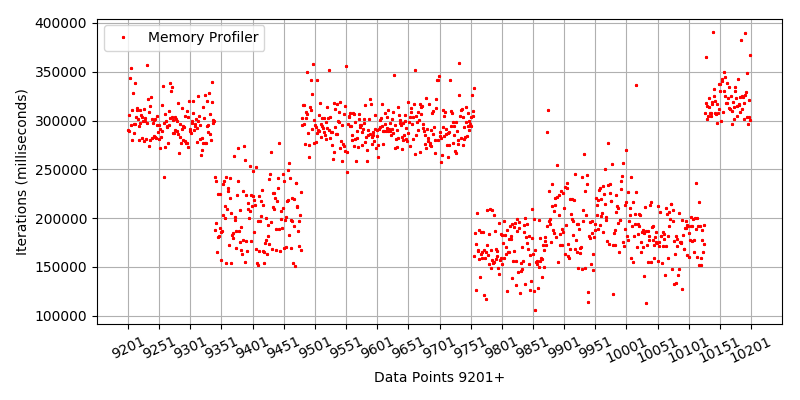 Memory Profiler
Iterations (milliseconds)
400000
350000
300000
250000
200000
150000
100000
9201 9251 9301 9351 9401 9451 9501 9551 9601 9651 9701 9751 9801 9851 9901 9951 10001 10051 10101 10151 10201
Data Points 9201+